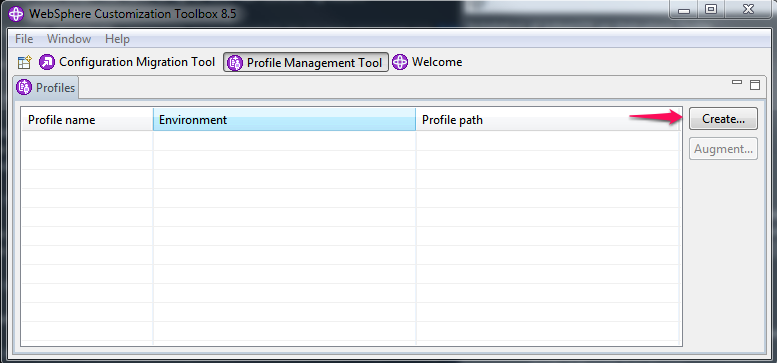 WebSphere Customization Toolbox 8.5
File Window Help
Configuration Migration Tool Profile Management Tool Welcome
Profiles
Profile name Environment Profile path Create...
Augment...